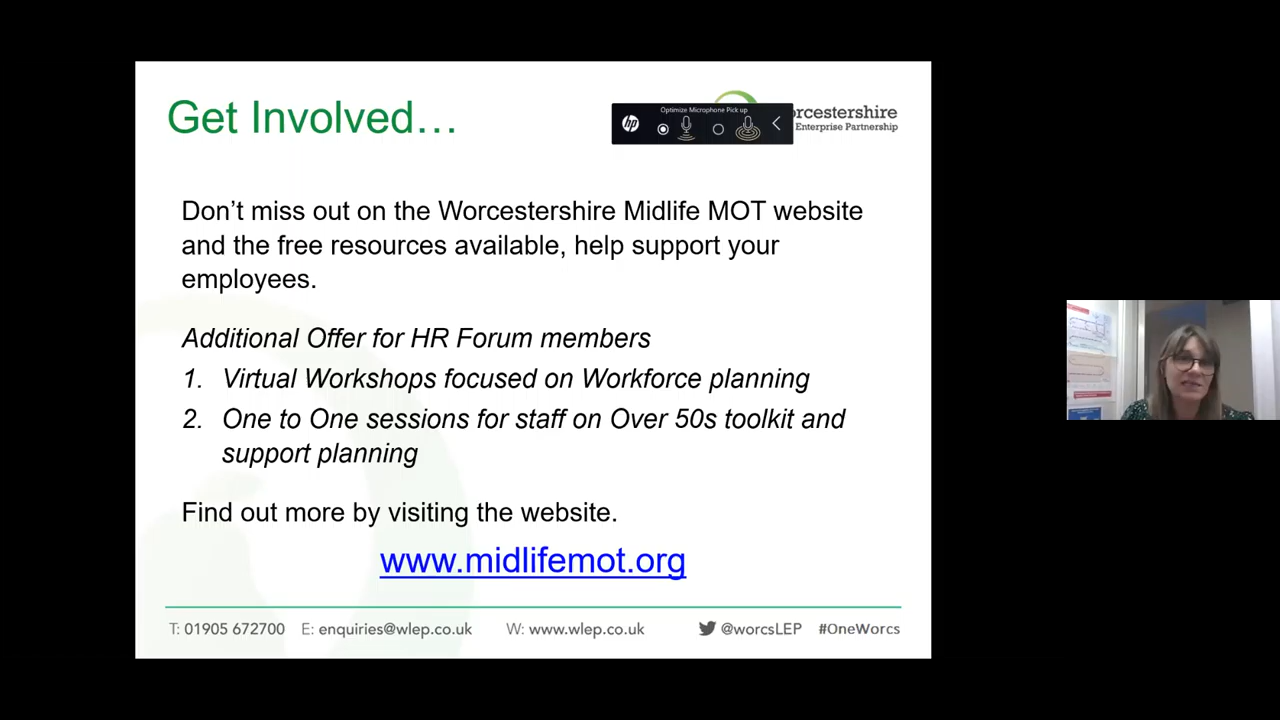 Get Involved…
Optimize Microphone Pick up
hp
rcestershire
Enterprise Partnership
Don’t miss out on the Worcestershire Midlife MOT website
and the free resources available, help support your
employees.
Additional Offer for HR Forum members
1. Virtual Workshops focused on Workforce planning
2. One to One sessions for staff on Over 50s toolkit and
support planning
Find out more by visiting the website.
www.midlifemot.org
T: 01905 672700 E: enquiries@wlep.co.uk W: www.wlep.co.uk @worcsLEP #OneWorcs